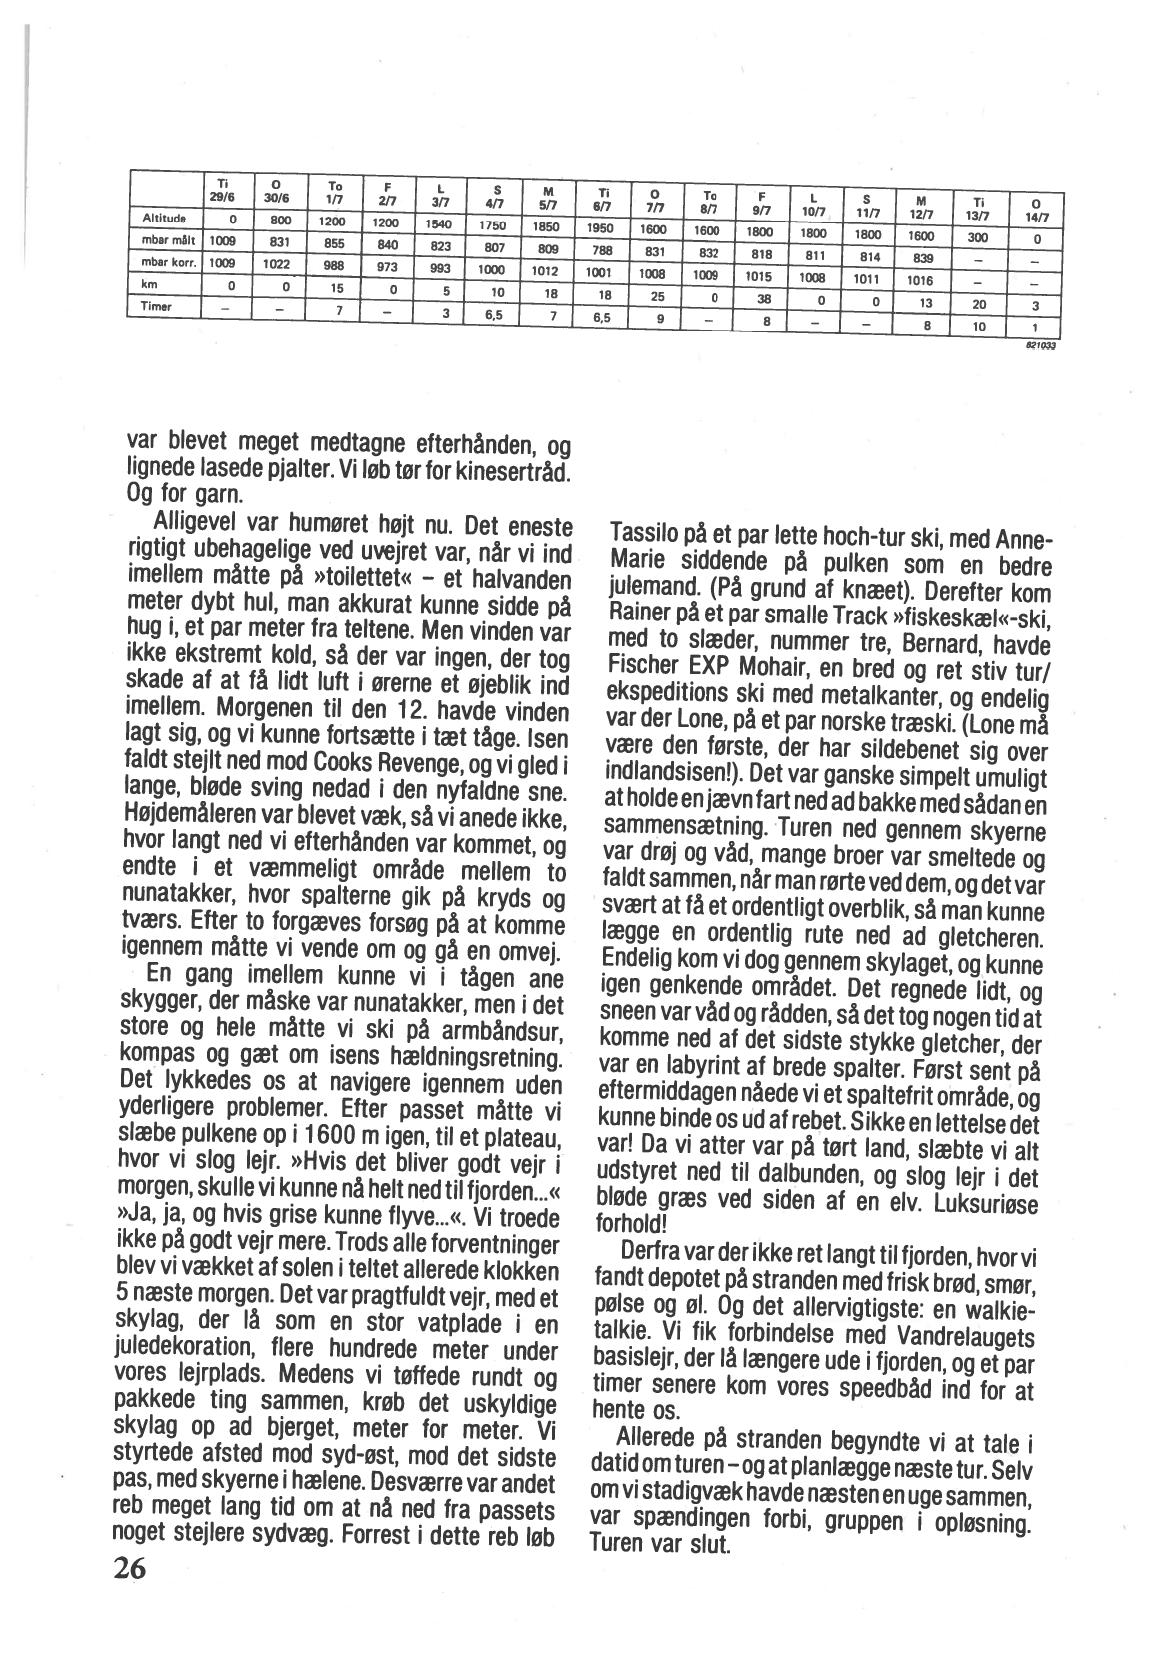 Ti O To F L S M Ti O To F L S M Ti O
29/6 30/6 1/7 2/7 3/7 4/7 5/7 6/7 7/7 8/7 9/7 10/7 11/7 12/7 13/7 14/7
Altitude 0 800 1200 1200 1540 1750 1850 1950 1600 1600 1800 1800 1800 1600 300 0
mbar målt 1009 831 855 840 823 807 809 788 831 832 818 811 814 839 – –
mbar korr. 1009 1022 988 973 993 1000 1012 1001 1008 1009 1015 1008 1011 1016 – –
km 0 0 15 0 5 10 18 18 25 0 38 0 0 13 20 3
Timer – – 7 – 3 6,5 7 6,5 9 – 8 – – 8 10 1
821033
var blevet meget medtagne efterhånden, og
lignede lasede pjalter. Vi løb tør for kinesertråd.
Og for garn.
Alligevel var humøret højt nu. Det eneste
rigtigt ubehagelige ved uvejret var, når vi ind
imellem måtte på »toilettet« – et halvanden
meter dybt hul, man akkurat kunne sidde på
hug i, et par meter fra teltene. Men vinden var
ikke ekstremt kold, så der var ingen, der tog
skade af at få lidt luft i ørerne et øjeblik ind
imellem. Morgenen til den 12. havde vinden
lagt sig, og vi kunne fortsætte i tæt tåge. Isen
faldt stejlt ned mod Cooks Revenge, og vi gled i
lange, bløde sving nedad i den nyfaldne sne.
Højdemåleren var blevet væk, så vi anede ikke,
hvor langt ned vi efterhånden var kommet, og
endte i et væmmeligt område mellem to
nunatakker, hvor spalterne gik på kryds og
tværs. Efter to forgæves forsøg på at komme
igennem måtte vi vende om og gå en omvej.
En gang imellem kunne vi i tågen ane
skygger, der måske var nunatakker, men i det
store og hele måtte vi ski på armbåndsur,
kompas og gæt om isens hældningsretning.
Det lykkedes os at navigere igennem uden
yderligere problemer. Efter passet måtte vi
slæbe pulkene op i 1600 m igen, til et plateau,
hvor vi slog lejr. »Hvis det bliver godt vejr i
morgen, skulle vi kunne nå helt ned til fjorden...«
»Ja, ja, og hvis grise kunne flyve...«. Vi troede
ikke på godt vejr mere. Trods alle forventninger
blev vi vækket af solen i teltet allerede klokken
5 næste morgen. Det var pragtfuldt vejr, med et
skylag, der lå som en stor vatplade i en
juledekoration, flere hundrede meter under
vores lejrplads. Medens vi tøffede rundt og
pakkede ting sammen, krøb det uskyldige
skylag op ad bjerget, meter for meter. Vi
styrtede afsted mod syd-øst, mod det sidste
pas, med skyerne i hælene. Desværre var andet
reb meget lang tid om at nå ned fra passets
noget stejlere sydvæg. Forrest i dette reb løb
Tassilo på et par lette hoch-tur ski, med Anne-
Marie siddende på pulken som en bedre
julemand. (På grund af knæet). Derefter kom
Rainer på et par smalle Track »fiskeskæl«-ski,
med to slæder, nummer tre, Bernard, havde
Fischer EXP Mohair, en bred og ret stiv tur/
ekspeditions ski med metalkanter, og endelig
var der Lone, på et par norske træski. (Lone må
være den første, der har sildebenet sig over
indlandsisen!). Det var ganske simpelt umuligt
at holde en jævn fart ned ad bakke med sådan en
sammensætning. Turen ned gennem skyerne
var drøj og våd, mange broer var smeltede og
faldt sammen, når man rørte ved dem, og det var
svært at få et ordentligt overblik, så man kunne
lægge en ordentlig rute ned ad gletcheren.
Endelig kom vi dog gennem skylaget, og kunne
igen genkende området. Det regnede lidt, og
sneen var våd og rådden, så det tog nogen tid at
komme ned af det sidste stykke gletcher, der
var en labyrint af brede spalter. Først sent på
eftermiddagen nåede vi et spaltefrit område, og
kunne binde os ud af rebet. Sikke en lettelse det
var! Da vi atter var på tørt land, slæbte vi alt
udstyret ned til dalbunden, og slog lejr i det
bløde græs ved siden af en elv. Luksuriøse
forhold!
Derfra var der ikke ret langt til fjorden, hvor vi
fandt depotet på stranden med frisk brød, smør,
pølse og øl. Og det allervigtigste: en walkie-
talkie. Vi fik forbindelse med Vandrelaugets
basislejr, der lå længere ude i fjorden, og et par
timer senere kom vores speedbåd ind for at
hente os.
Allerede på stranden begyndte vi at tale i
datid om turen – og at planlægge næste tur. Selv
om vi stadigvæk havde næsten en uge sammen,
var spændingen forbi, gruppen i opløsning.
Turen var slut.
26